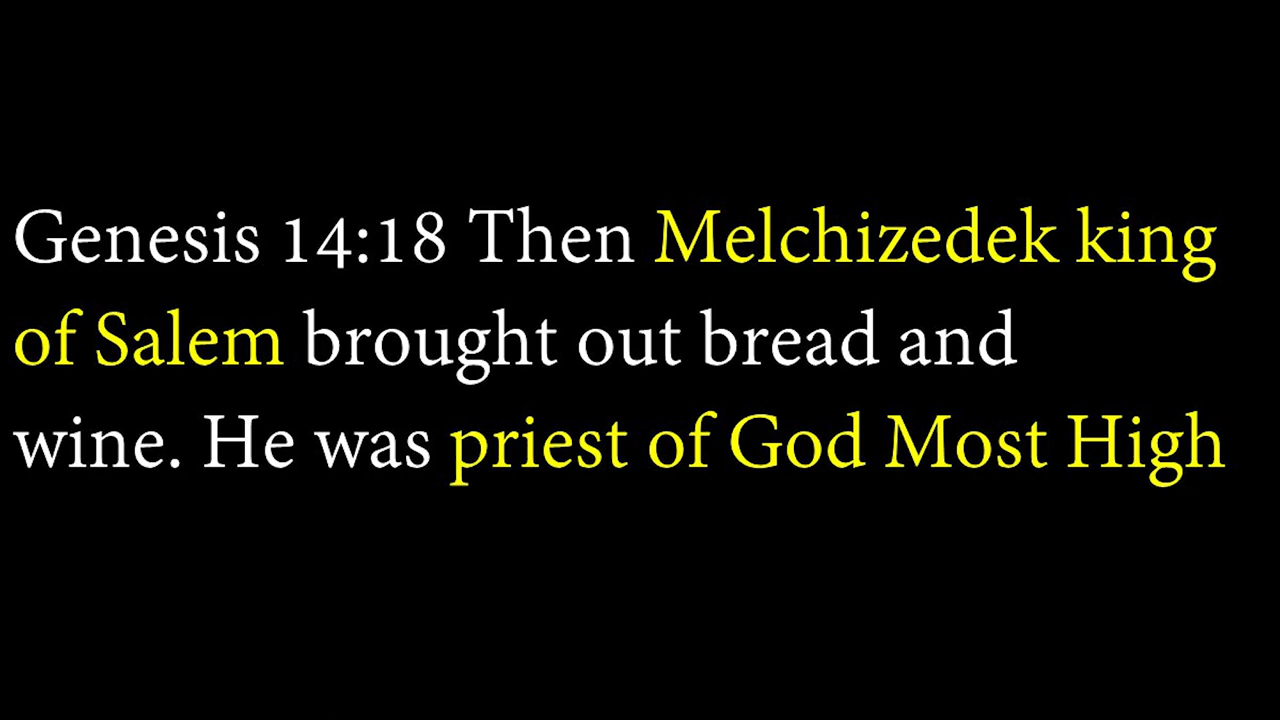 Genesis 14:18 Then Melchizedek king
of Salem brought out bread and
wine. He was priest of God Most High